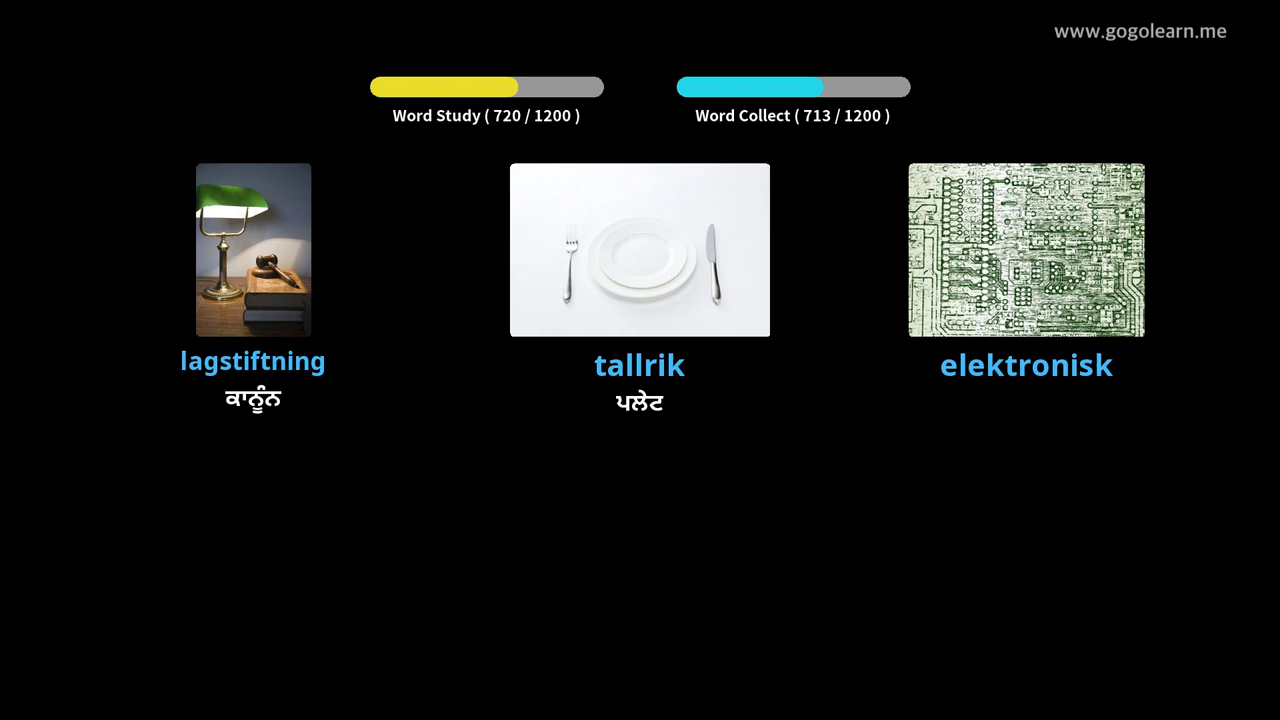 www.gogolearn.me
Word Study ( 720 / 1200 )
Word Collect ( 713 / 1200 )
lagstiftning
ਕਾਨੂੰਨ
tallrik
ਪਲੇਟ
elektronisk